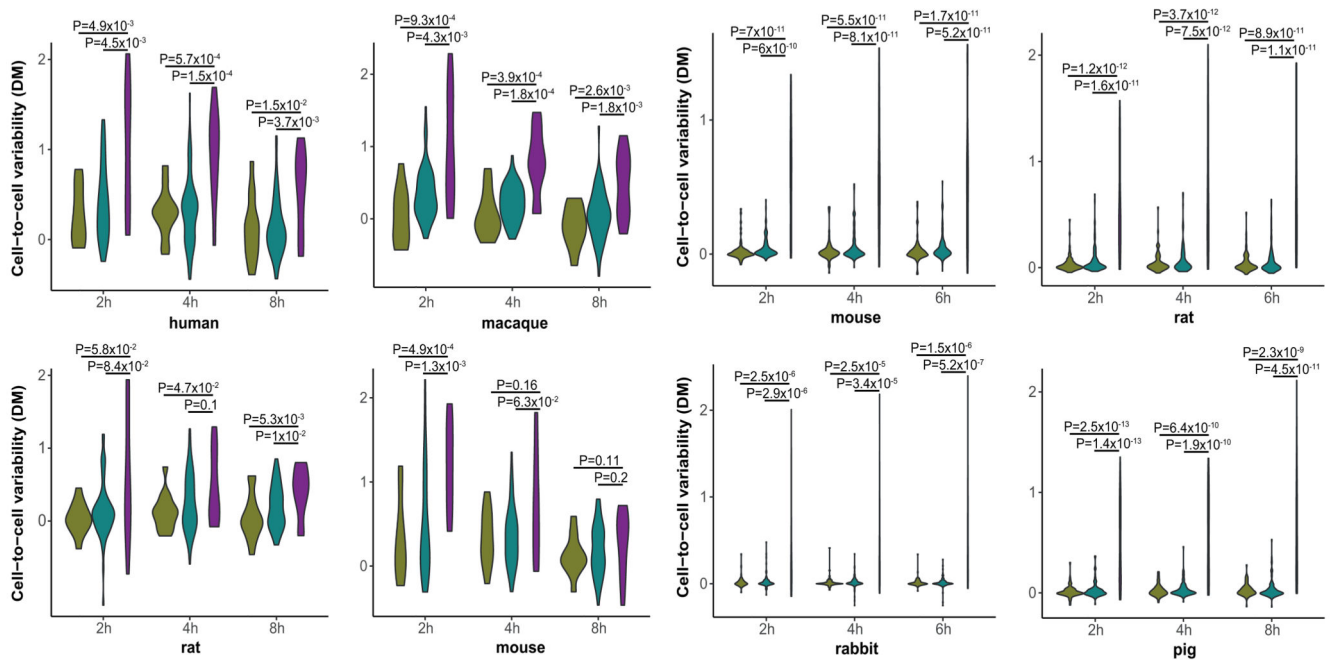 Cell-to-cell variability (DM)
2
1
0
P=4.9x10⁻³
P=4.5x10⁻³
P=5.7x10⁻⁴
P=1.5x10⁻⁴
P=1.5x10⁻²
P=3.7x10⁻³
2h 4h 8h
human
2
1
0
P=9.3x10⁻⁴
P=4.3x10⁻³
P=3.9x10⁻⁴
P=1.8x10⁻⁴
P=2.6x10⁻³
P=1.8x10⁻³
2h 4h 8h
macaque
Cell-to-cell variability (DM)
1
0
P=7x10⁻¹¹
P=6x10⁻¹⁰
P=5.5x10⁻¹¹
P=8.1x10⁻¹¹
P=1.7x10⁻¹¹
P=5.2x10⁻¹¹
2h 4h 6h
mouse
2
1
0
P=1.2x10⁻¹²
P=1.6x10⁻¹¹
P=3.7x10⁻¹²
P=7.5x10⁻¹²
P=8.9x10⁻¹¹
P=1.1x10⁻¹¹
2h 4h 6h
rat
Cell-to-cell variability (DM)
2
1
0
P=5.8x10⁻²
P=8.4x10⁻²
P=4.7x10⁻²
P=0.1
P=5.3x10⁻³
P=1x10⁻²
2h 4h 8h
rat
2
1
0
P=4.9x10⁻⁴
P=1.3x10⁻³
P=0.16
P=6.3x10⁻²
P=0.11
P=0.2
2h 4h 8h
mouse
Cell-to-cell variability (DM)
2
1
0
P=2.5x10⁻⁶
P=2.9x10⁻⁶
P=2.5x10⁻⁵
P=3.4x10⁻⁵
P=1.5x10⁻⁶
P=5.2x10⁻⁷
2h 4h 6h
rabbit
2
1
0
P=2.5x10⁻¹³
P=1.4x10⁻¹³
P=6.4x10⁻¹⁰
P=1.9x10⁻¹⁰
P=2.3x10⁻⁹
P=4.5x10⁻¹¹
2h 4h 8h
pig